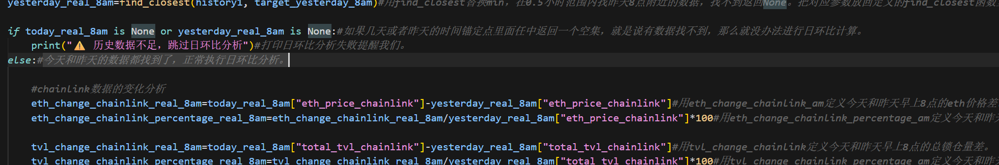 yesterday_real_8am=find_closest(history1, target_yesterday_8am)#用find_closest替换min，在0.5小时范围内找昨天8点附近的数据，找不到返回None。把对应参数放回定义的find_closest函数
if today_real_8am is None or yesterday_real_8am is None:#如果几天或者昨天的时间锚定点里面任中返回一个空集，就是说有数据找不到，那么就没办法进行日环比计算。
print("⚠️ 历史数据不足，跳过日环比分析")#打印日环比分析失败提醒我们。
else:#今天和昨天的数据都找到了，正常执行日环比分析。
#chainlink数据的变化分析
eth_change_chainlink_real_8am=today_real_8am["eth_price_chainlink"]-yesterday_real_8am["eth_price_chainlink"]#用eth_change_chainlink_am定义今天和昨天早上8点的eth价格差
eth_change_chainlink_percentage_real_8am=eth_change_chainlink_real_8am/yesterday_real_8am["eth_price_chainlink"]*100#用eth_change_chainlink_percentage_am定义今天和昨天
tvl_change_chainlink_real_8am=today_real_8am["total_tvl_chainlink"]-yesterday_real_8am["total_tvl_chainlink"]#用tvl_change_chainlink定义今天和昨天早上8点的总锁仓量差。
tvl_change_chainlink_percentage_real_8am=tvl_change_chainlink_real_8am/yesterday_real_8am["total_tvl_chainlink"]*100#用tvl_change_chainlink_percentage_am定义今天和昨天